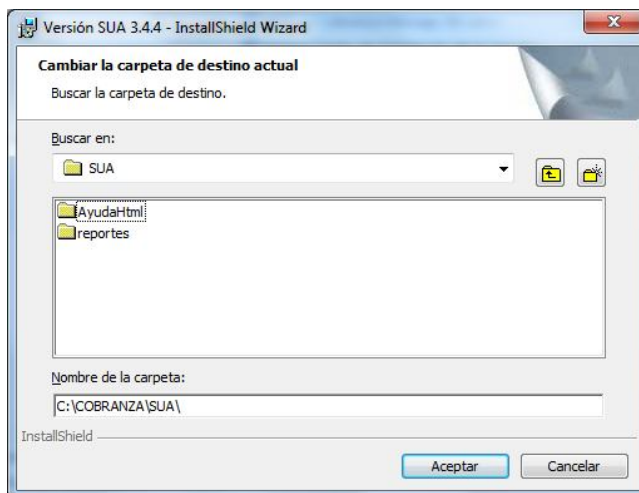 Versión SUA 3.4.4 - InstallShield Wizard
Cambiar la carpeta de destino actual
Buscar la carpeta de destino.
Buscar en:
SUA
AyudaHtml
reportes
Nombre de la carpeta:
C:\COBRANZA\SUA\
InstallShield
Aceptar Cancelar